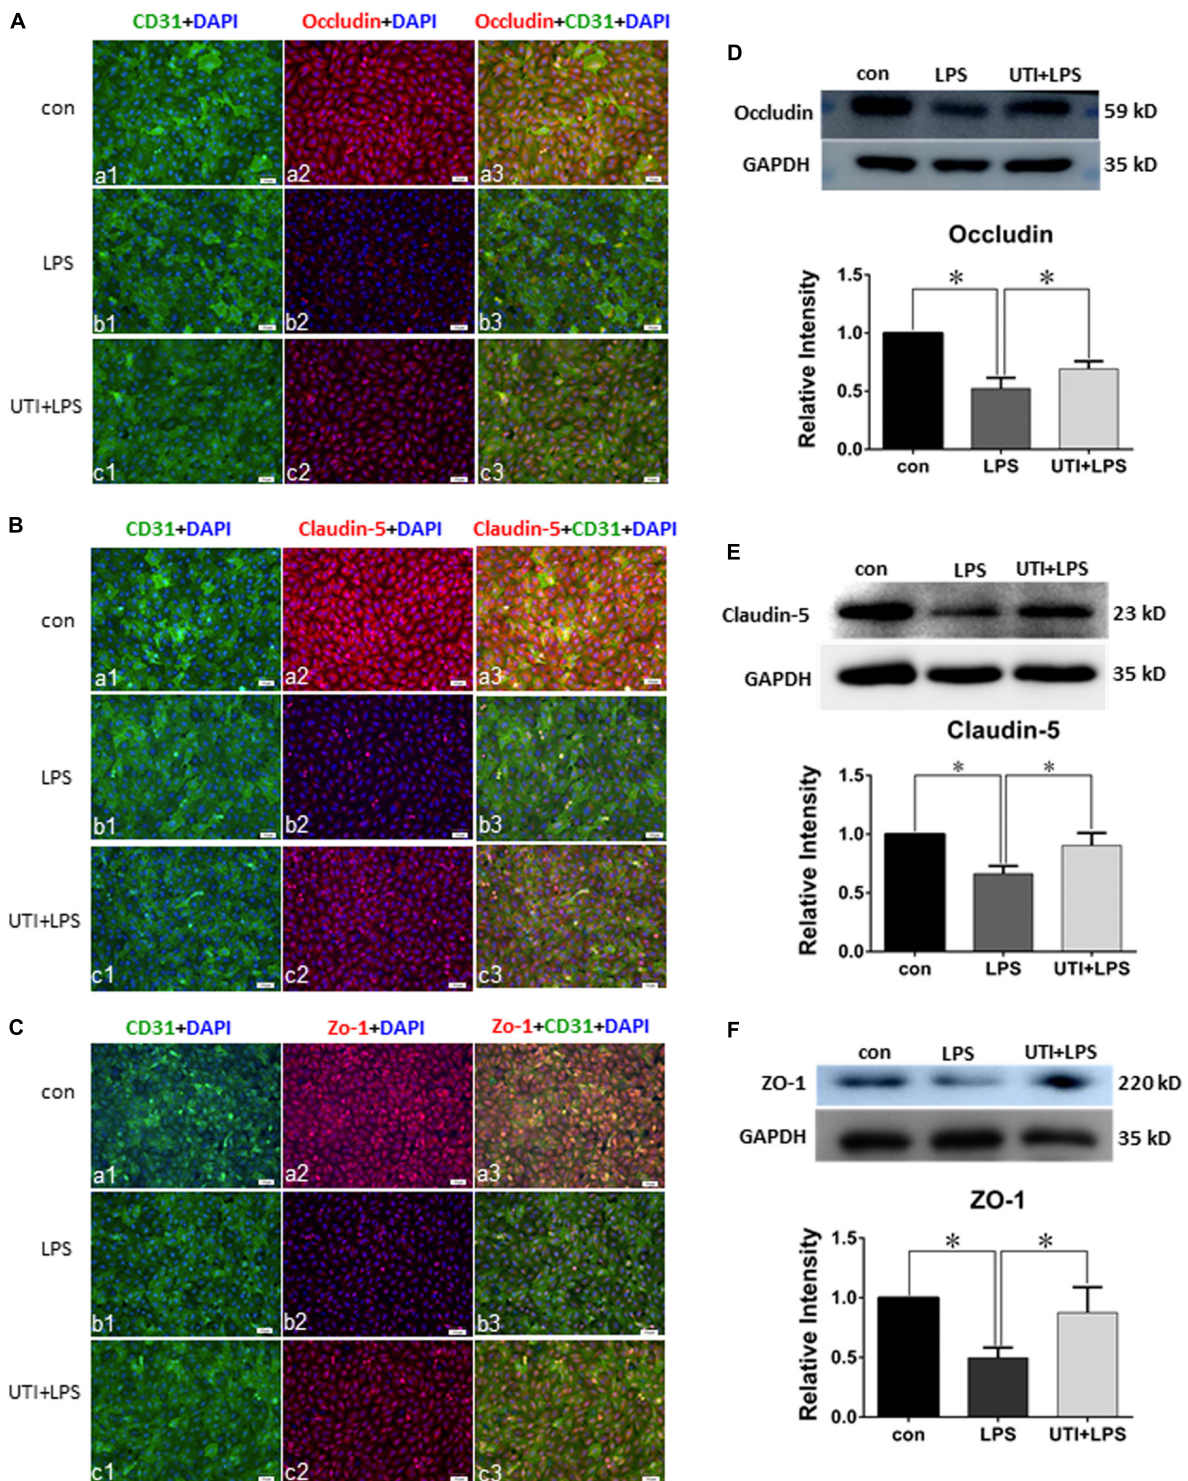 A
CD31+DAPI
Occludin+DAPI
Occludin+CD31+DAPI
con
a1
a2
a3
LPS
b1
b2
b3
UTI+LPS
c1
c2
c3
B
CD31+DAPI
Claudin-5+DAPI
Claudin-5+CD31+DAPI
con
a1
a2
a3
LPS
b1
b2
b3
UTI+LPS
c1
c2
c3
C
CD31+DAPI
Zo-1+DAPI
Zo-1+CD31+DAPI
con
a1
a2
a3
LPS
b1
b2
b3
UTI+LPS
c1
c2
c3
D
con LPS UTI+LPS
Occludin 59 kD
GAPDH 35 kD
Occludin
Relative Intensity
1.5
1.0
0.5
0.0
* *
con LPS UTI+LPS
E
con LPS UTI+LPS
Claudin-5 23 kD
GAPDH 35 kD
Claudin-5
Relative Intensity
1.5
1.0
0.5
0.0
* *
con LPS UTI+LPS
F
con LPS UTI+LPS
ZO-1 220 kD
GAPDH 35 kD
ZO-1
Relative Intensity
1.5
1.0
0.5
0.0
* *
con LPS UTI+LPS